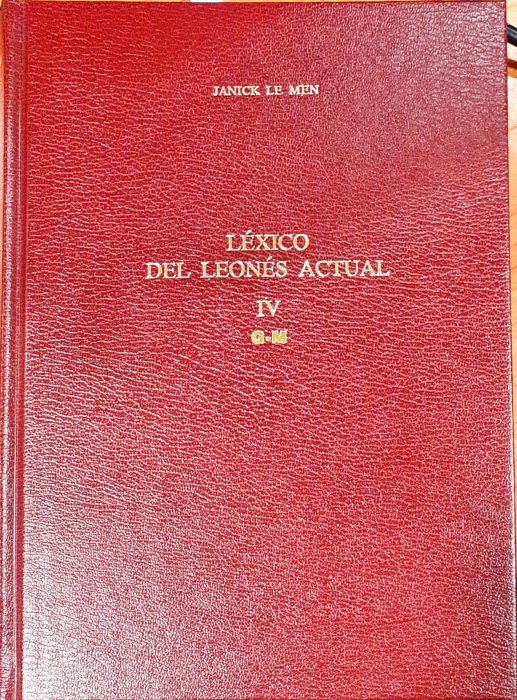 JANICK LE MEN
LÉXICO
DEL LEONÉS ACTUAL
IV
G-M